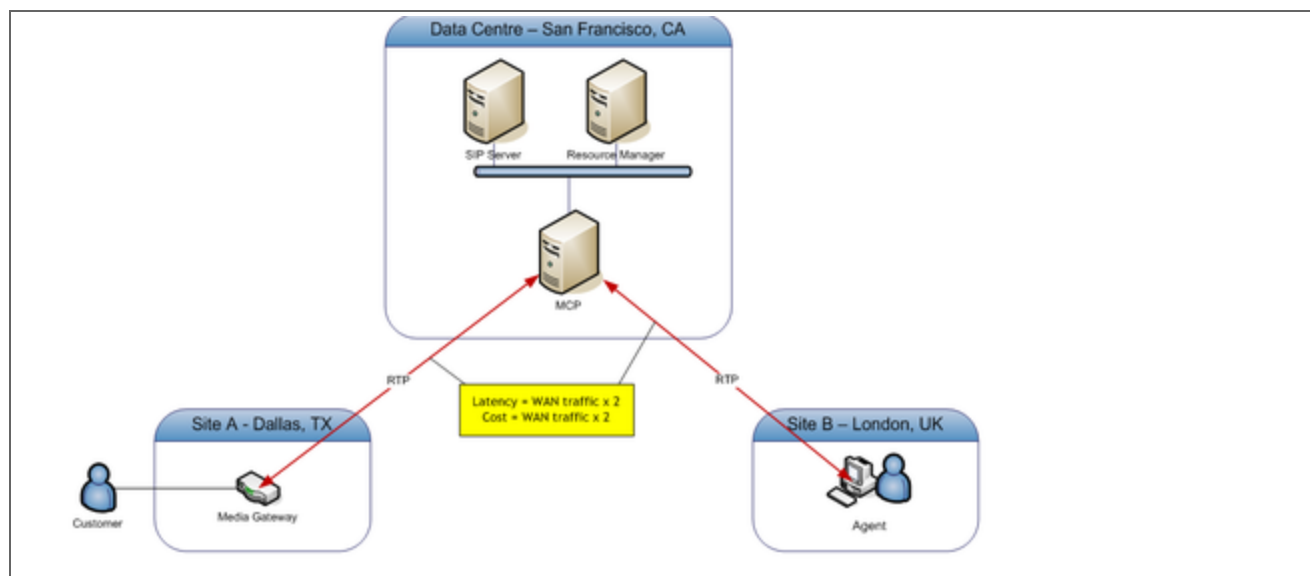 Data Centre – San Francisco, CA
SIP Server
Resource Manager
MCP
RTP
RTP
Latency = WAN traffic x 2
Cost = WAN traffic x 2
Site A - Dallas, TX
Site B – London, UK
Customer
Media Gateway
Agent